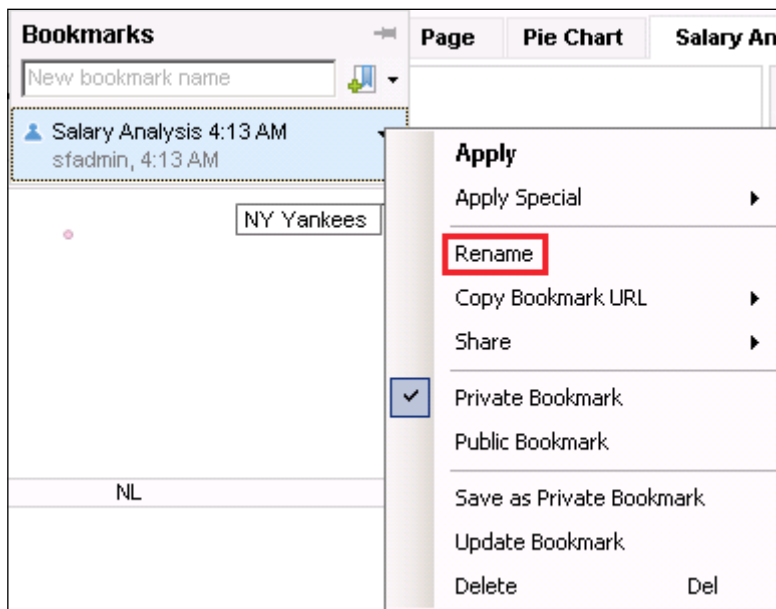 Bookmarks
Page Pie Chart Salary An
New bookmark name
Salary Analysis 4:13 AM
sfadmin, 4:13 AM
NY Yankees
NL
Apply
Apply Special
Rename
Copy Bookmark URL
Share
Private Bookmark
Public Bookmark
Save as Private Bookmark
Update Bookmark
Delete Del